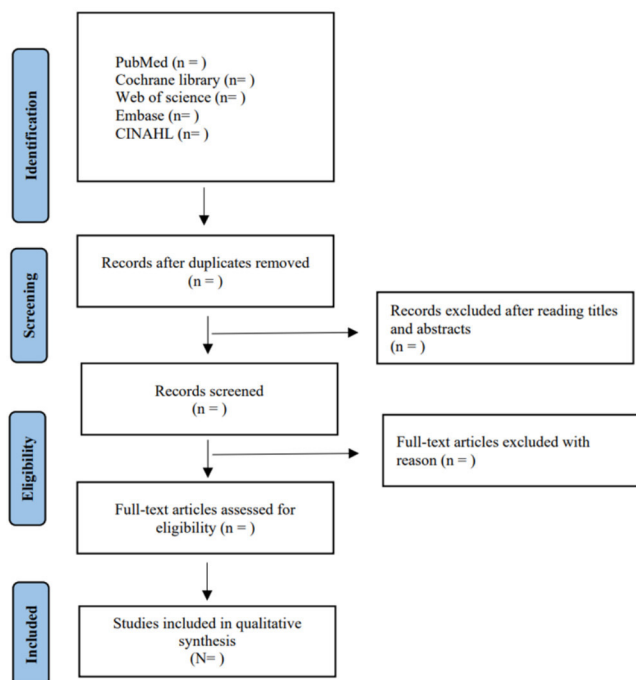 Identification
PubMed (n = )
Cochrane library (n= )
Web of science (n= )
Embase (n= )
CINAHL (n= )
Screening
Records after duplicates removed
(n = )
Records excluded after reading titles
and abstracts
(n = )
Records screened
(n = )
Eligibility
Full-text articles excluded with
reason (n = )
Full-text articles assessed for
eligibility (n = )
Included
Studies included in qualitative
synthesis
(N= )